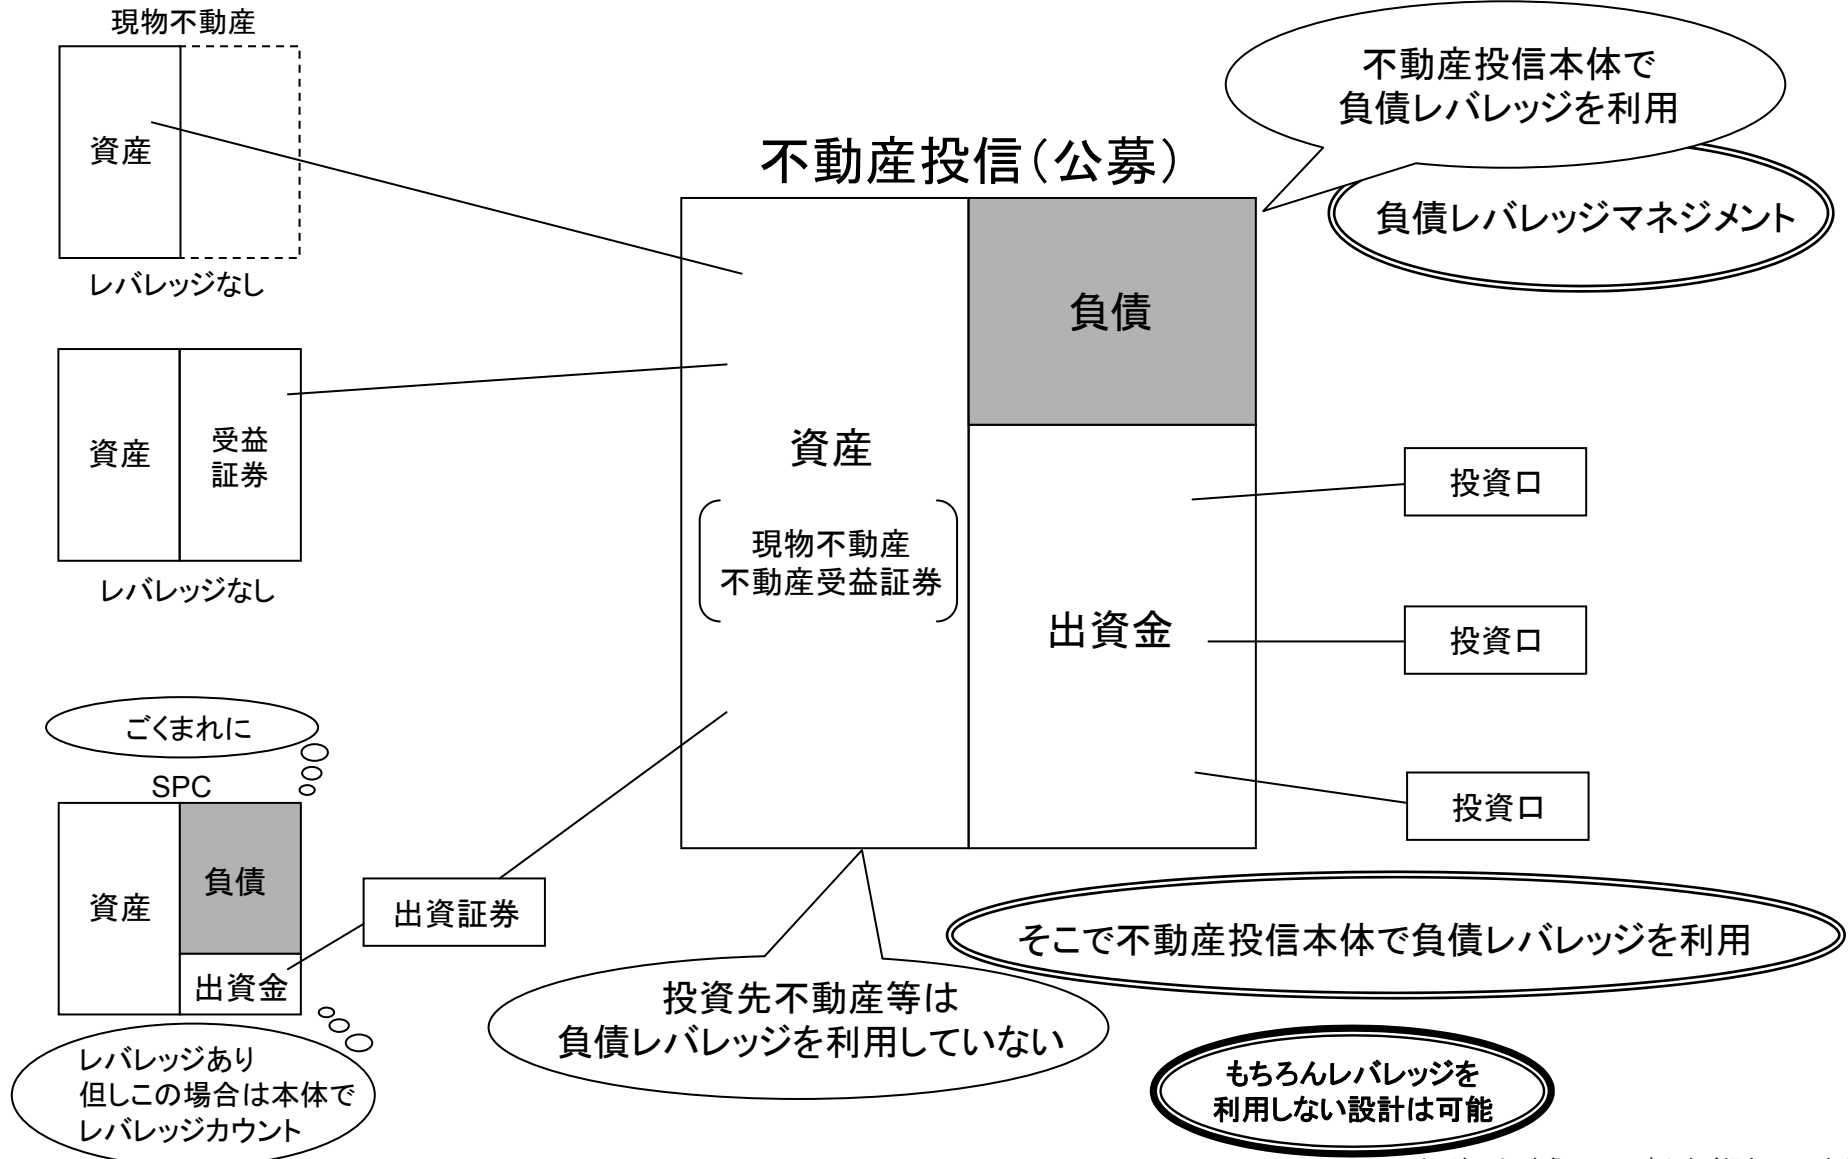 現物不動産
資産
レバレッジなし
資産
受益
証券
レバレッジなし
ごくまれに
SPC
資産
負債
出資金
出資証券
レバレッジあり
但しこの場合は本体で
レバレッジカウント
不動産投信（公募）
資産
現物不動産
不動産受益証券
負債
出資金
不動産投信本体で
負債レバレッジを利用
負債レバレッジマネジメント
投資口
投資口
投資口
そこで不動産投信本体で負債レバレッジを利用
投資先不動産等は
負債レバレッジを利用していない
もちろんレバレッジを
利用しない設計は可能